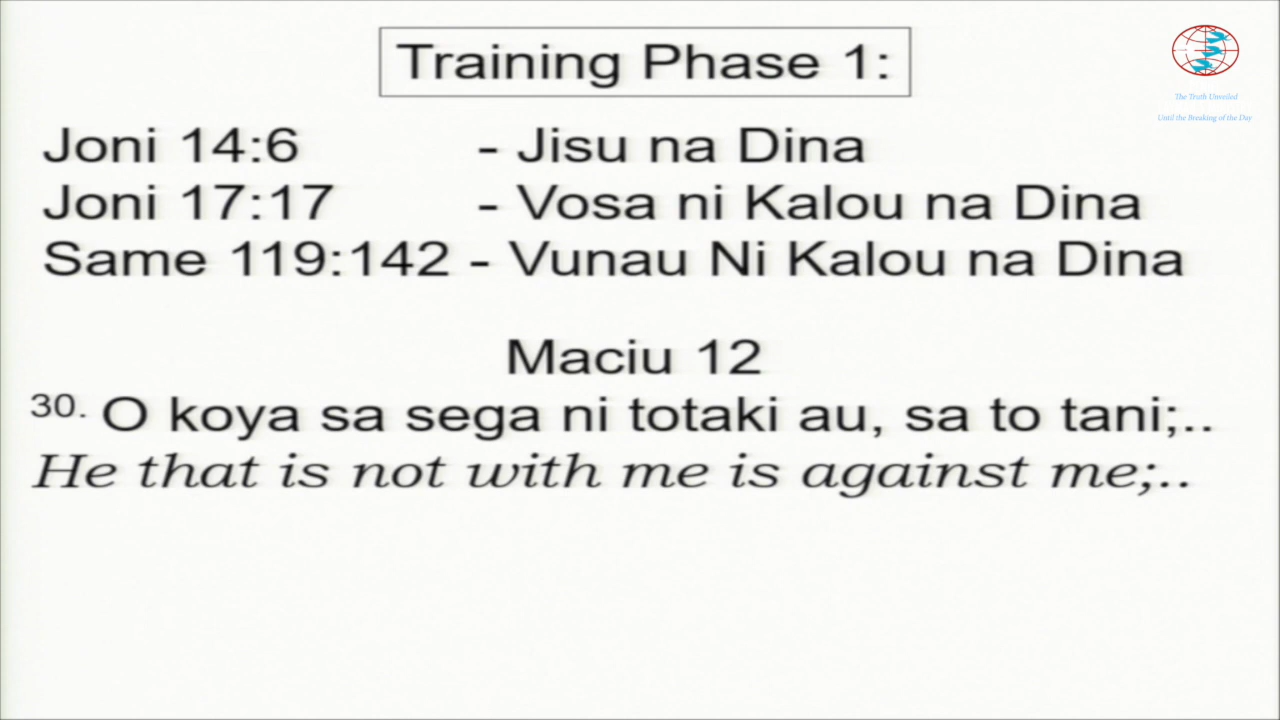 Training Phase 1:
The Truth Unveiled
Until the Breaking of the Day
Joni 14:6 - Jisu na Dina
Joni 17:17 - Vosa ni Kalou na Dina
Same 119:142 - Vunau Ni Kalou na Dina
Maciu 12
30. O koya sa sega ni totaki au, sa to tani;..
He that is not with me is against me;..